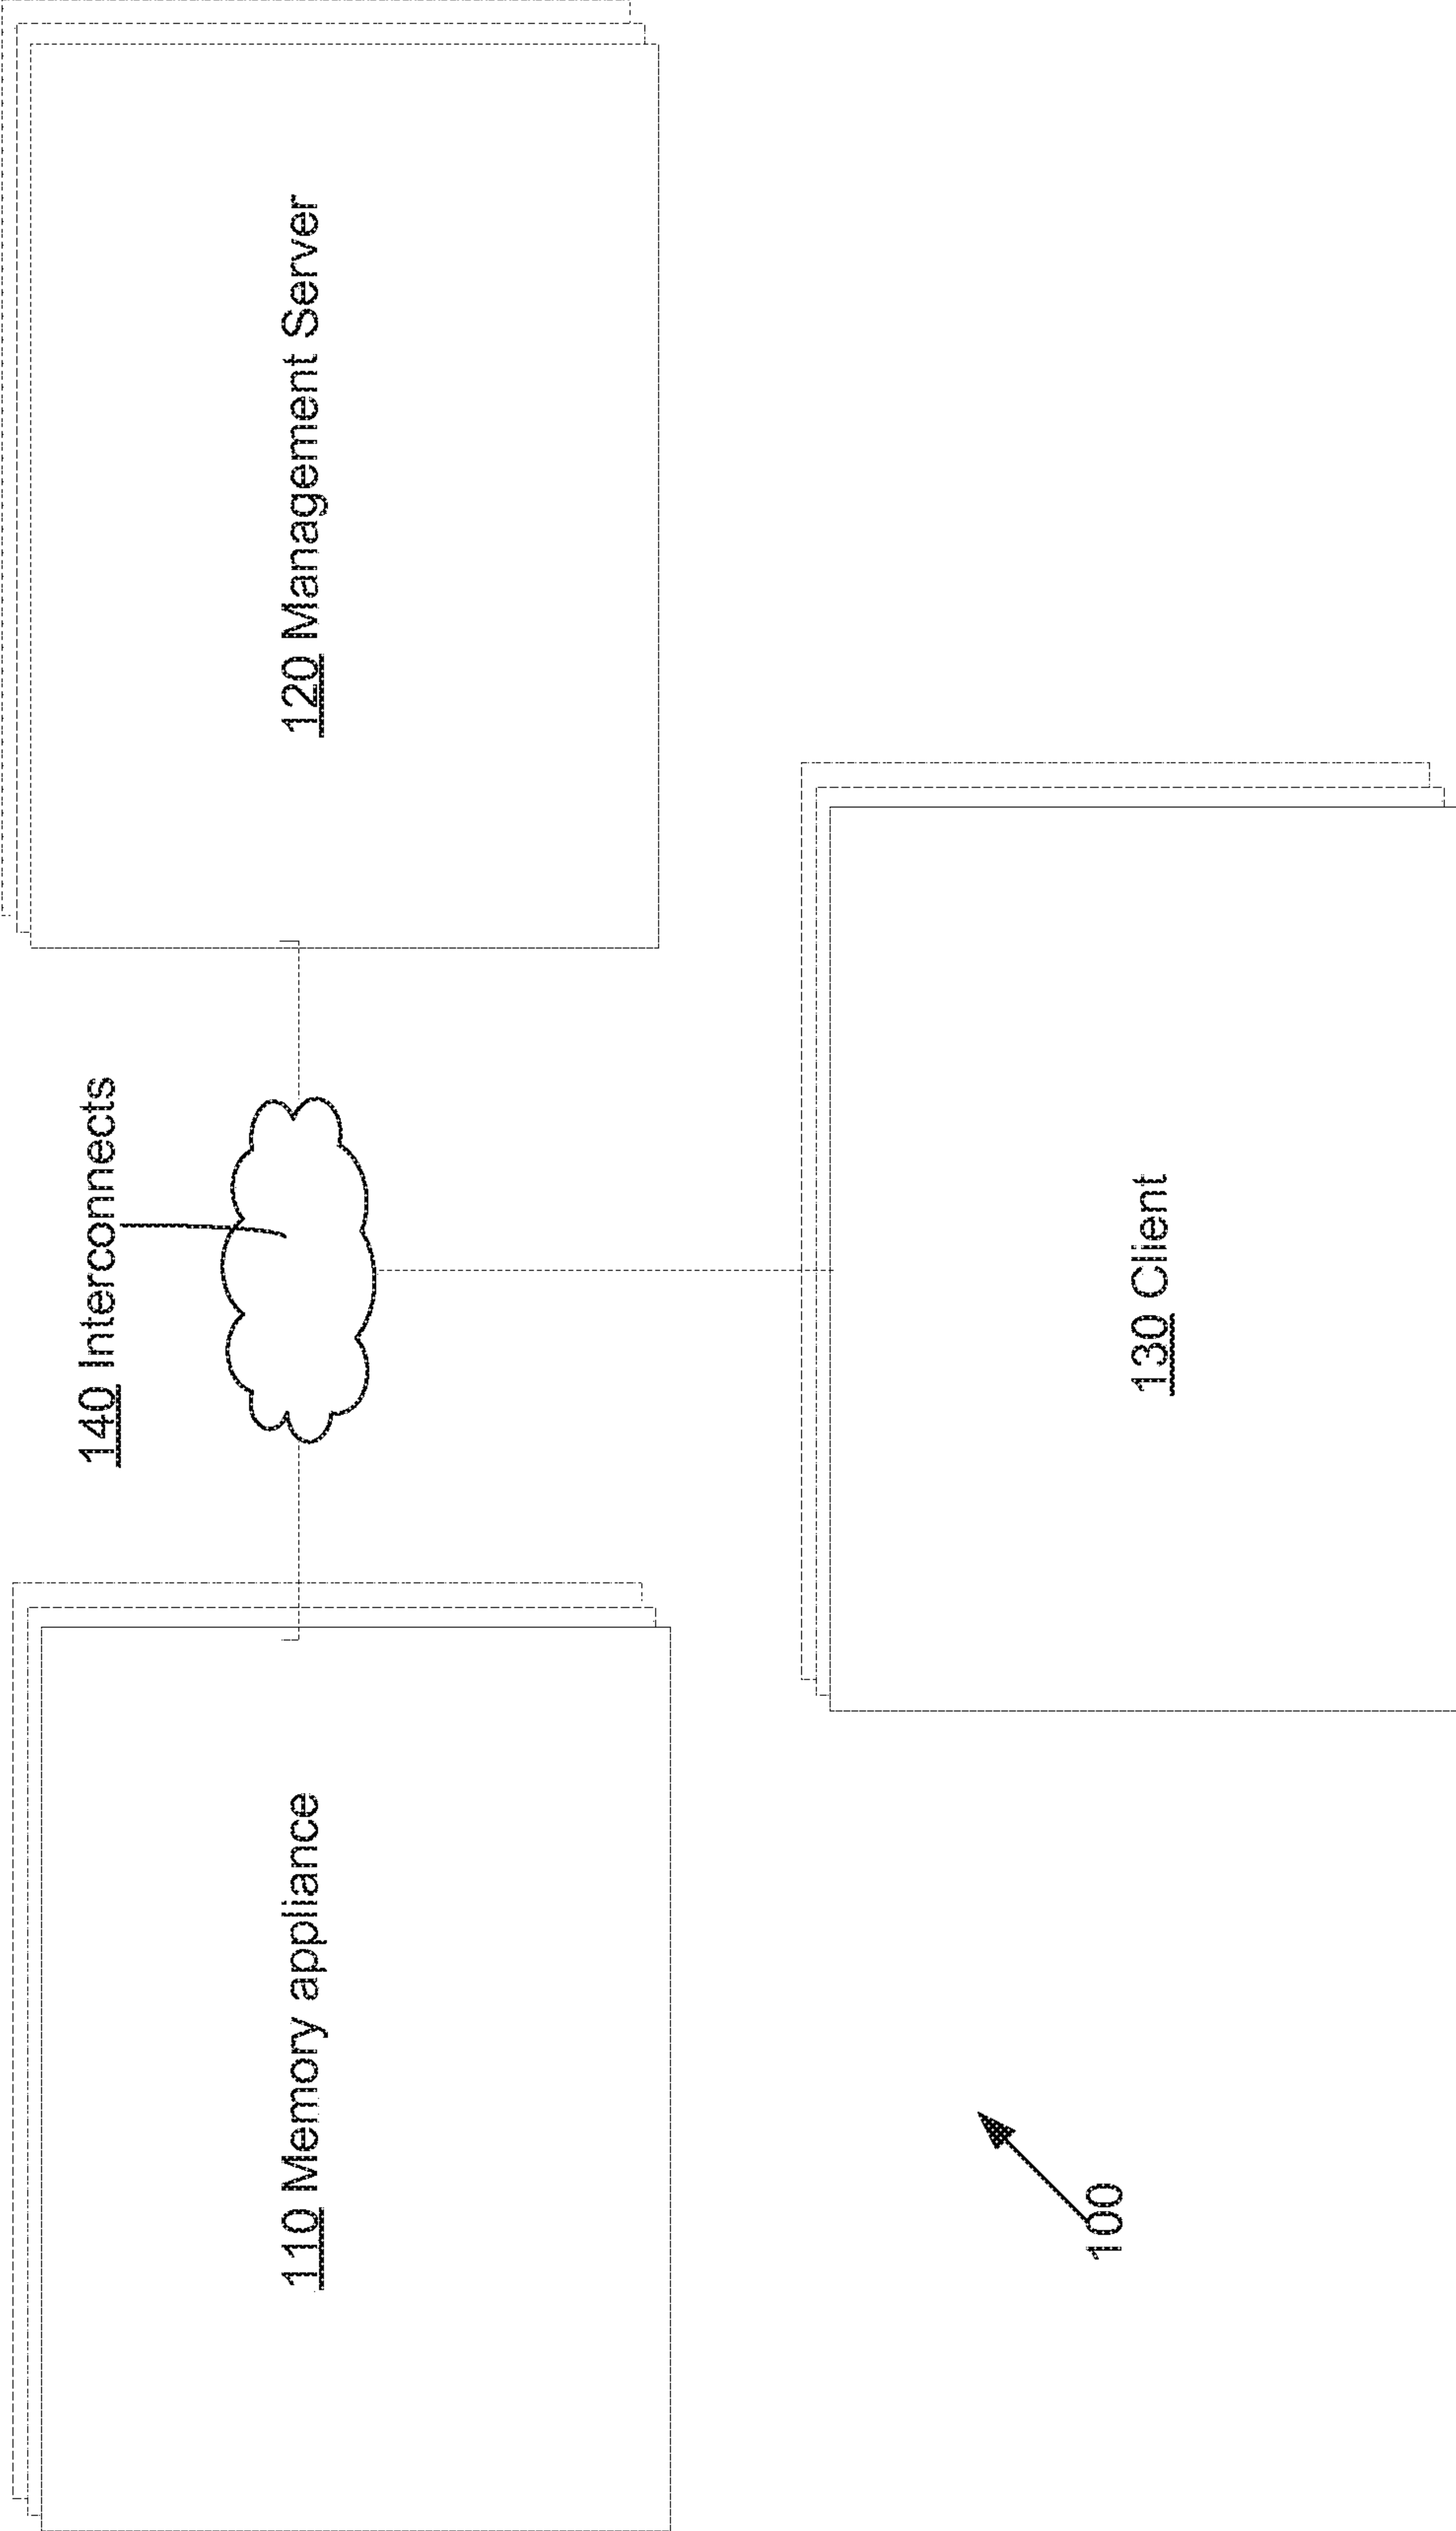 140 Interconnects
110 Memory appliance
120 Management Server
130 Client
100